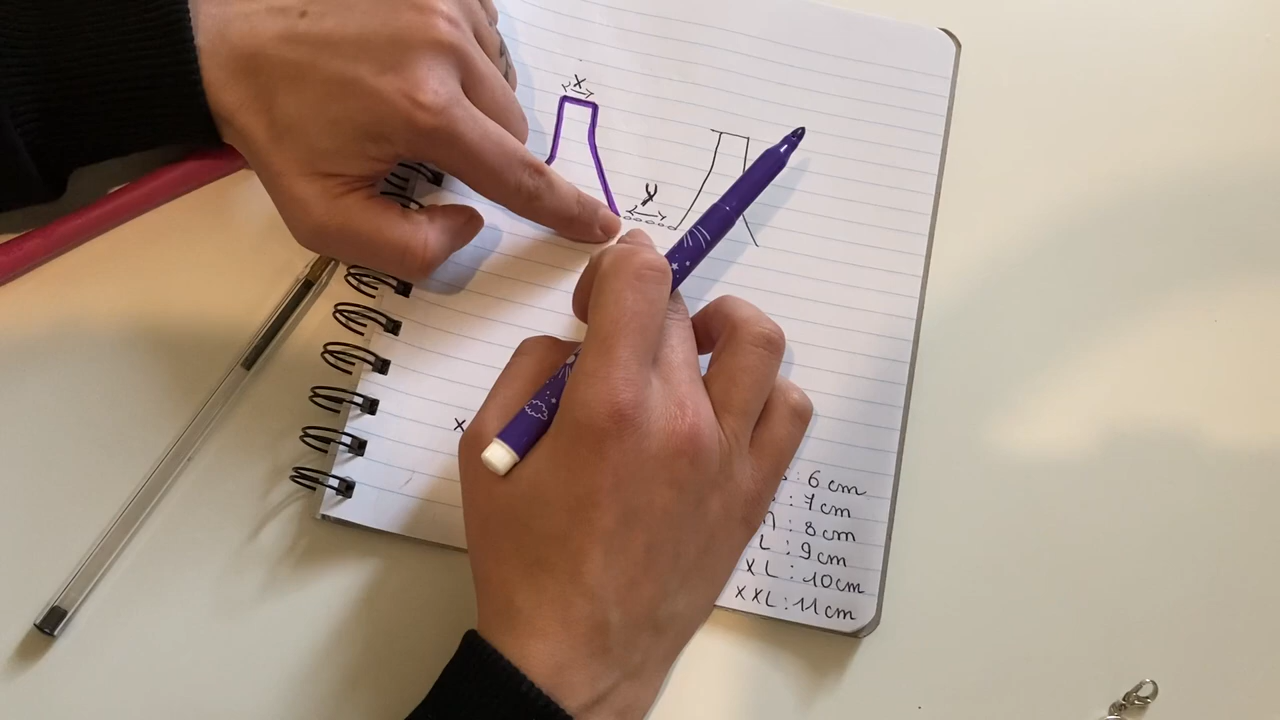 x
y
x
: 6 cm
: 7 cm
: 8 cm
L : 9 cm
XL : 10 cm
XXL : 11 cm